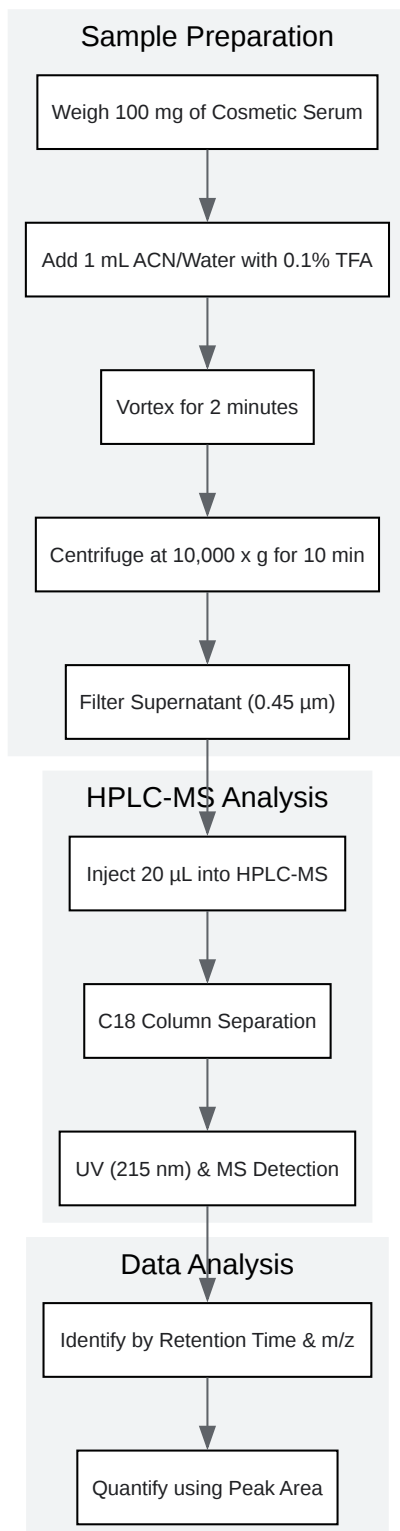 Sample Preparation
Weigh 100 mg of Cosmetic Serum
Add 1 mL ACN/Water with 0.1% TFA
Vortex for 2 minutes
Centrifuge at 10,000 x g for 10 min
Filter Supernatant (0.45 µm)
HPLC-MS Analysis
Inject 20 µL into HPLC-MS
C18 Column Separation
UV (215 nm) & MS Detection
Data Analysis
Identify by Retention Time & m/z
Quantify using Peak Area